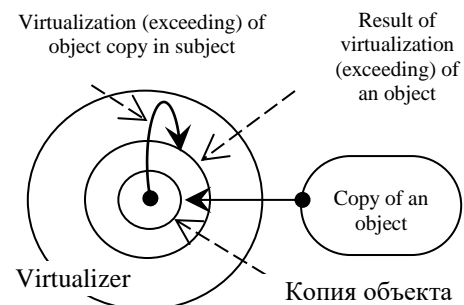 Virtualization (exceeding) of
object copy in subject
Result of
virtualization
(exceeding) of
an object
Copy of an
object
Virtualizer
Копия объекта